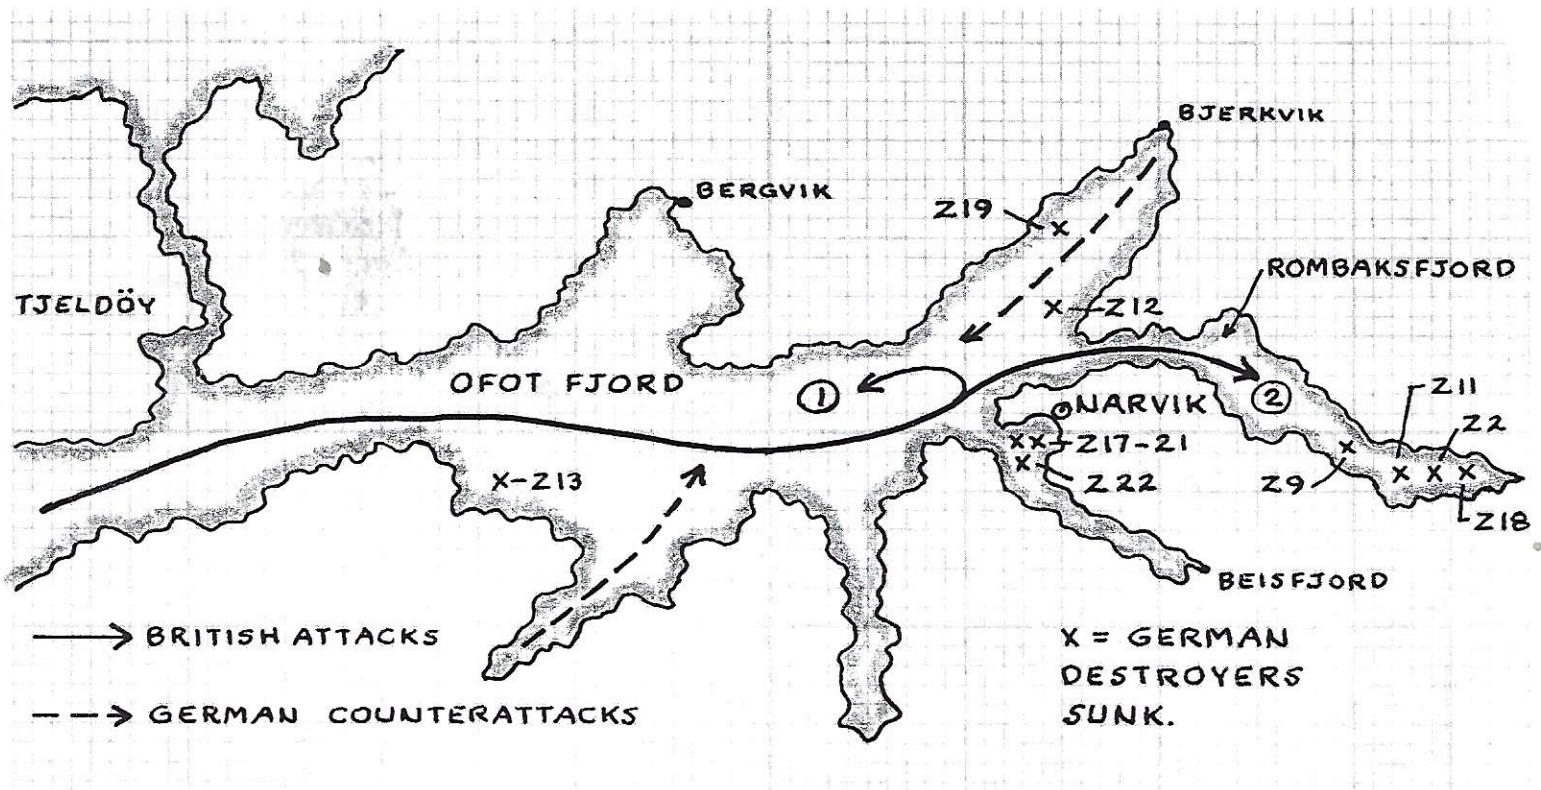 BJERKVIK
BERGVIK
Z19
ROMBAKSFJORD
TJELDÖY
Z12
OFOT FJORD
1
2
NARVIK
Z11
Z17-21
Z2
X-Z13
Z9
Z22
Z18
BEISFJORD
BRITISH ATTACKS
GERMAN COUNTERATTACKS
X = GERMAN
DESTROYERS
SUNK.